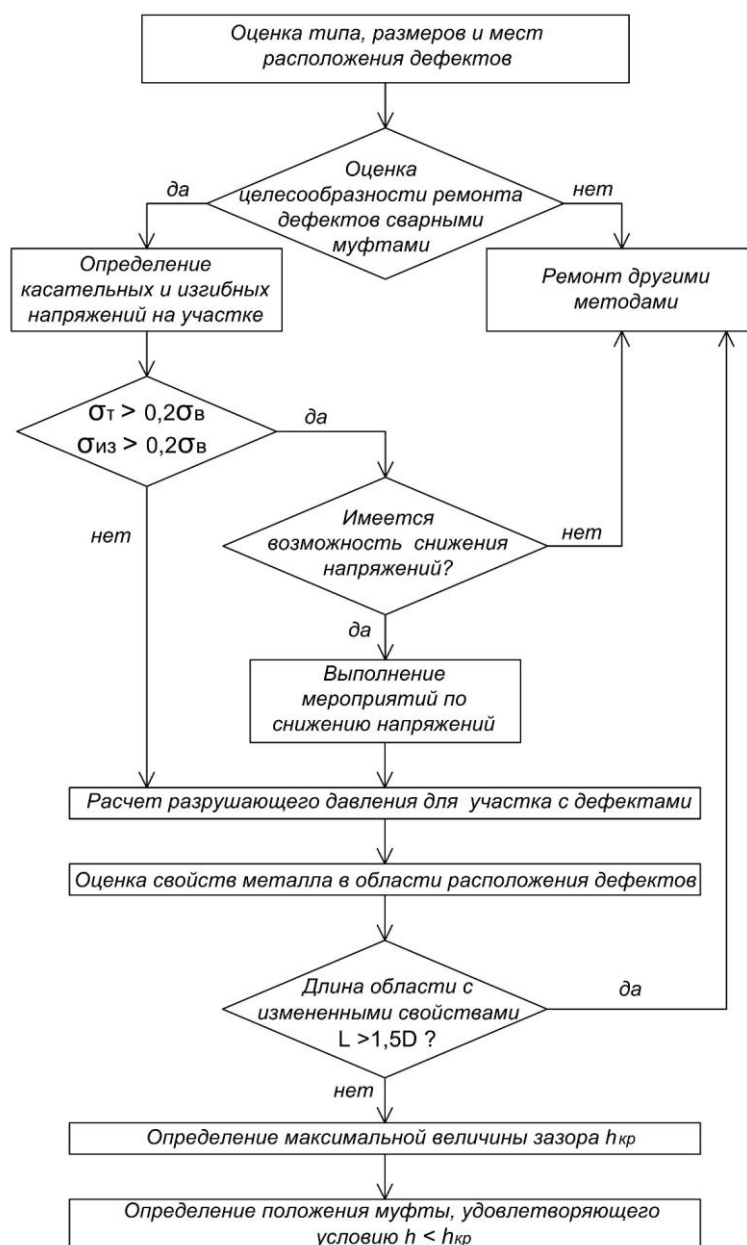 Оценка типа, размеров и мест
расположения дефектов
Оценка
целесообразности ремонта
дефектов сварными
муфтами
да
нет
Определение
касательных и изгибных
напряжений на участке
Ремонт другими
методами
σт > 0,2σв
σиз > 0,2σв
да
нет
Имеется
возможность снижения
напряжений?
нет
да
Выполнение
мероприятий по
снижению напряжений
Расчет разрушающего давления для участка с дефектами
Оценка свойств металла в области расположения дефектов
Длина области с
измененными свойствами
L >1,5D ?
да
нет
Определение максимальной величины зазора hкр
Определение положения муфты, удовлетворяющего
условию h < hкр